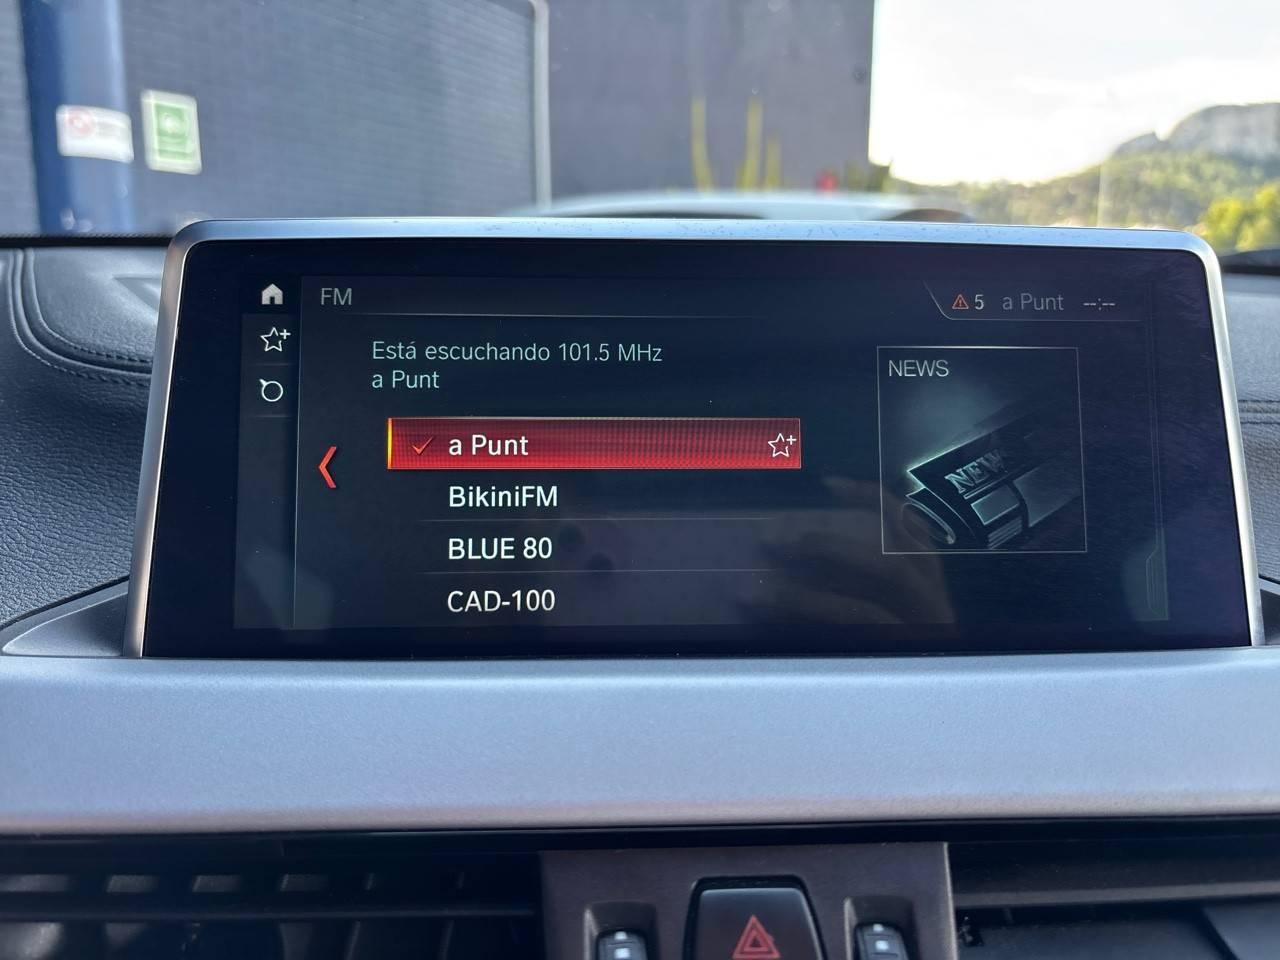 FM
5 a Punt --:--
Está escuchando 101.5 MHz
a Punt
NEWS
a Punt
BikiniFM
BLUE 80
CAD-100
NEWS